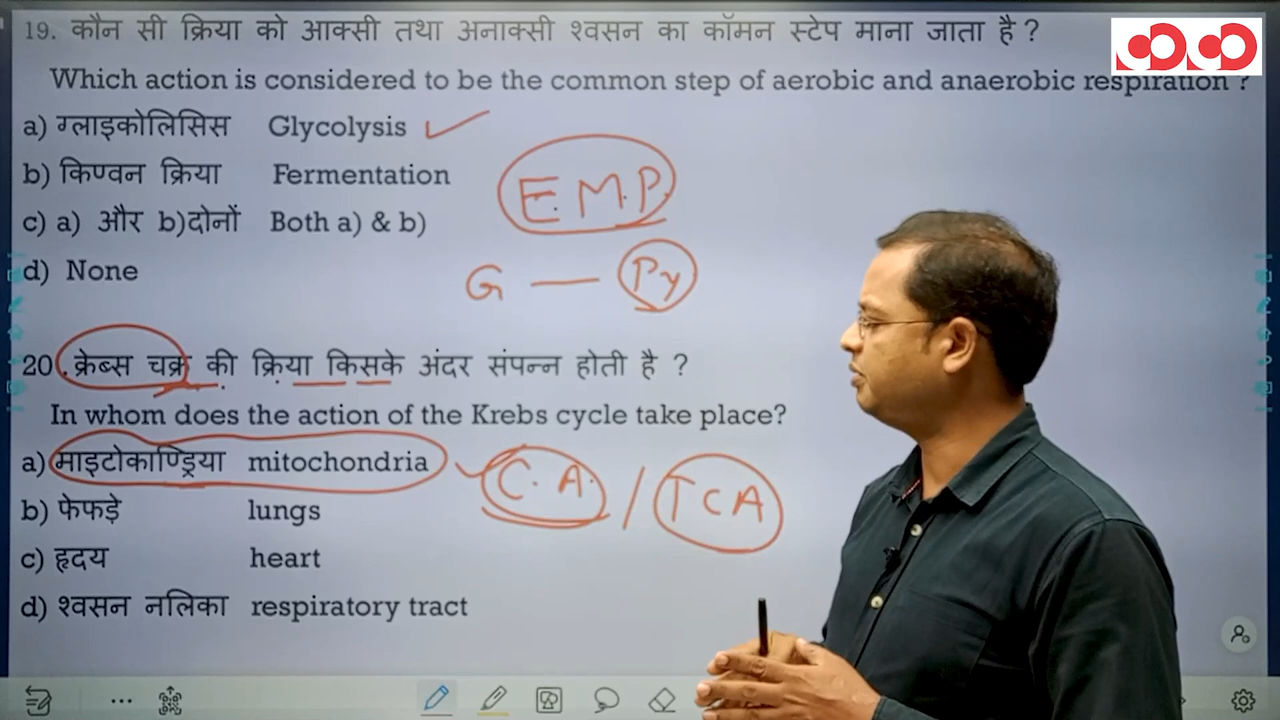 19. कौन सी क्रिया को आक्सी तथा अनाक्सी श्वसन का कॉमन स्टेप माना जाता है ?
Which action is considered to be the common step of aerobic and anaerobic respiration ?
a) ग्लाइकोलिसिस Glycolysis
b) किण्वन क्रिया Fermentation
c) a) और b)दोनों Both a) & b)
d) None
E.M.P.
G — Py
20. क्रेब्स चक्र की क्रिया किसके अंदर संपन्न होती है ?
In whom does the action of the Krebs cycle take place?
a) माइटोकाण्ड्रिया mitochondria
b) फेफड़े lungs
c) हृदय heart
d) श्वसन नलिका respiratory tract
C.A. / TCA